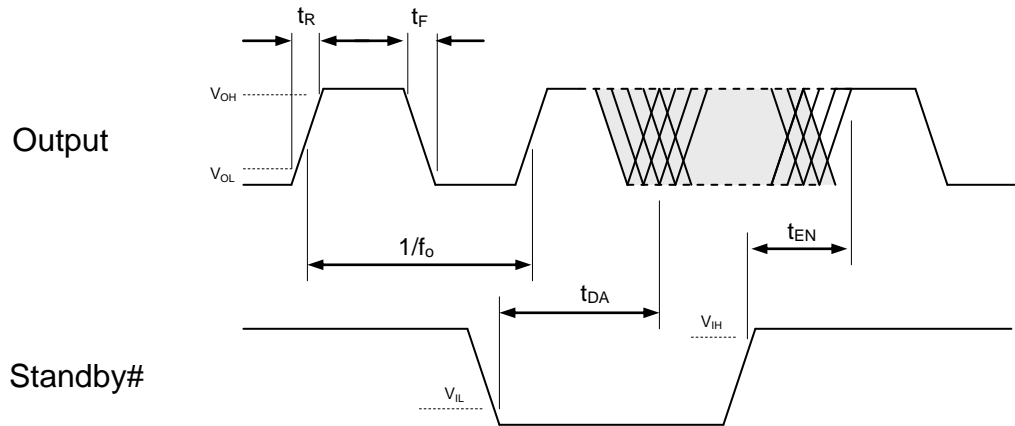 tR
tF
VOH
Output
VOL
1/fo
tEN
tDA
VIH
Standby#
VIL